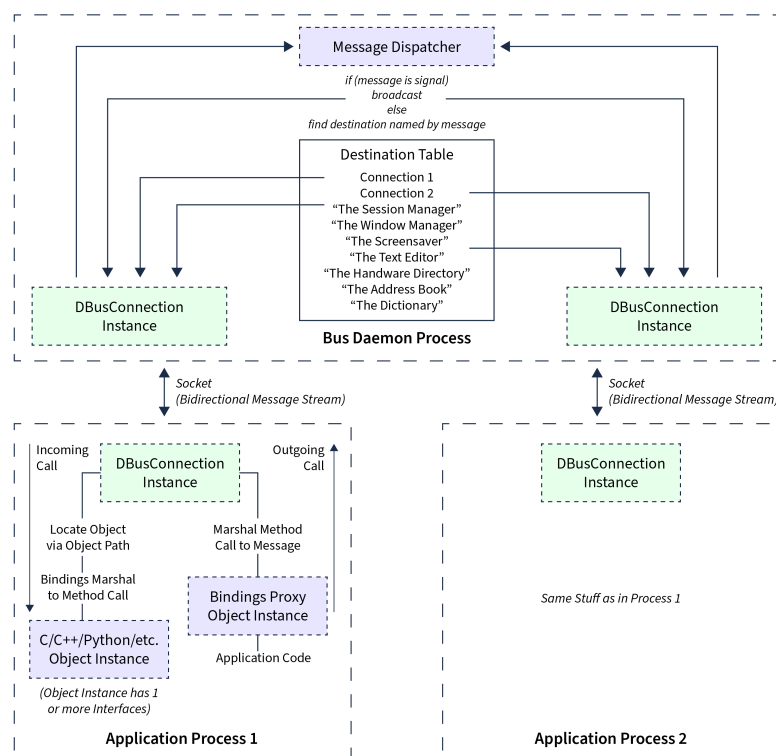 Message Dispatcher
if (message is signal)
broadcast
else
find destination named by message
Destination Table
Connection 1
Connection 2
“The Session Manager”
“The Window Manager”
“The Screensaver”
“The Text Editor”
“The Hardware Directory”
“The Address Book”
“The Dictionary”
DBusConnection
Instance
DBusConnection
Instance
Bus Daemon Process
Socket
(Bidirectional Message Stream)
Socket
(Bidirectional Message Stream)
Incoming
Call
DBusConnection
Instance
Outgoing
Call
Locate Object
via Object Path
Marshal Method
Call to Message
Bindings Marshal
to Method Call
Bindings Proxy
Object Instance
C/C++/Python/etc.
Object Instance
Application Code
(Object Instance has 1
or more Interfaces)
Application Process 1
DBusConnection
Instance
Same Stuff as in Process 1
Application Process 2